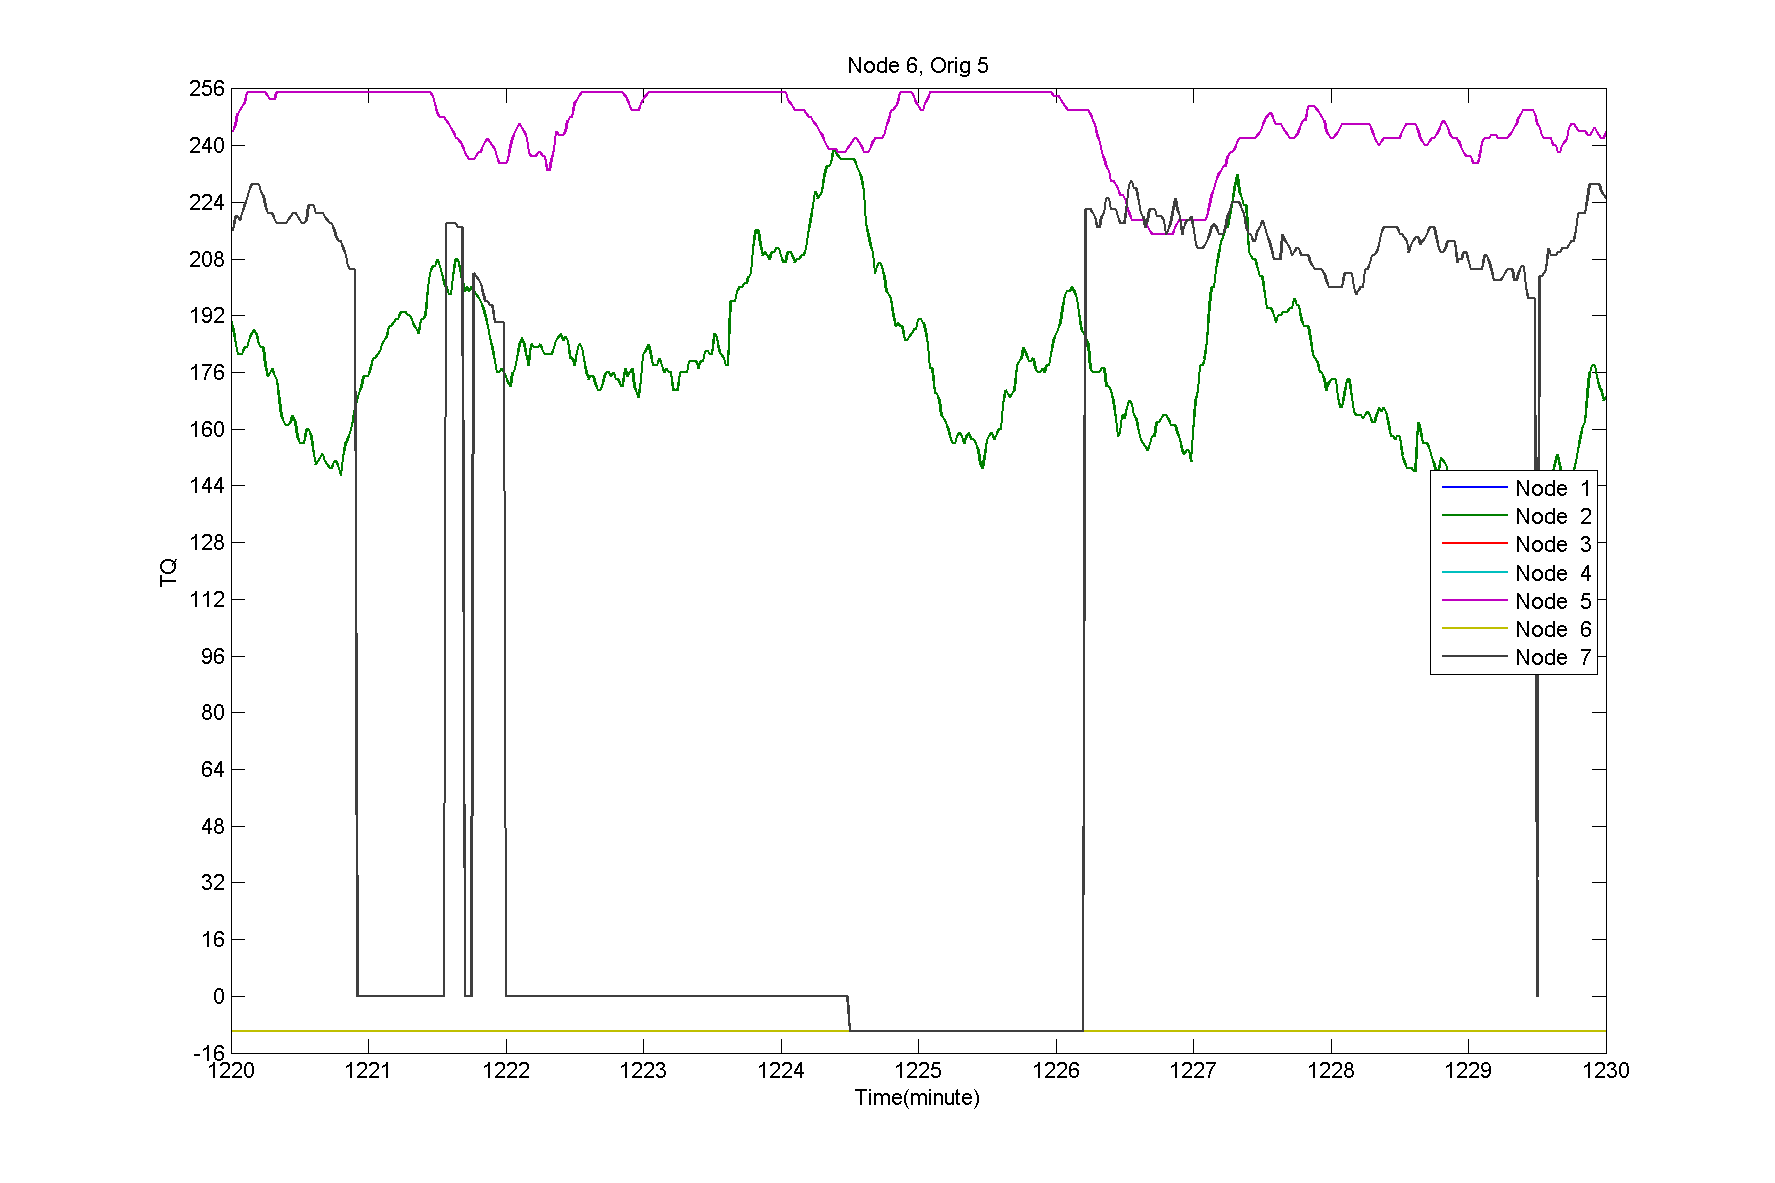 Node 6, Orig 5
256
240
224
208
192
176
160
144
128
112
96
80
64
48
32
16
0
-16
TQ
Node 1
Node 2
Node 3
Node 4
Node 5
Node 6
Node 7
1220 1221 1222 1223 1224 1225 1226 1227 1228 1229 1230
Time(minute)